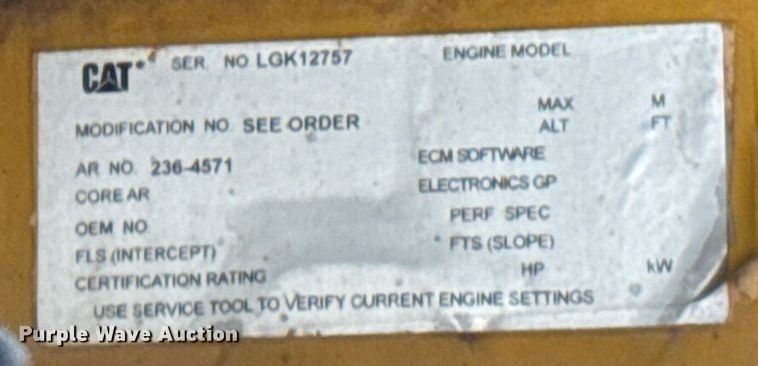 CAT SER. NO. LGK12757 ENGINE MODEL
MAX M
MODIFICATION NO. SEE ORDER ALT FT
AR NO. 236-4571 ECM SOFTWARE
CORE AR ELECTRONICS GP
OEM NO. PERF SPEC
FLS (INTERCEPT) FTS (SLOPE)
CERTIFICATION RATING HP kW
USE SERVICE TOOL TO VERIFY CURRENT ENGINE SETTINGS
Purple Wave Auction